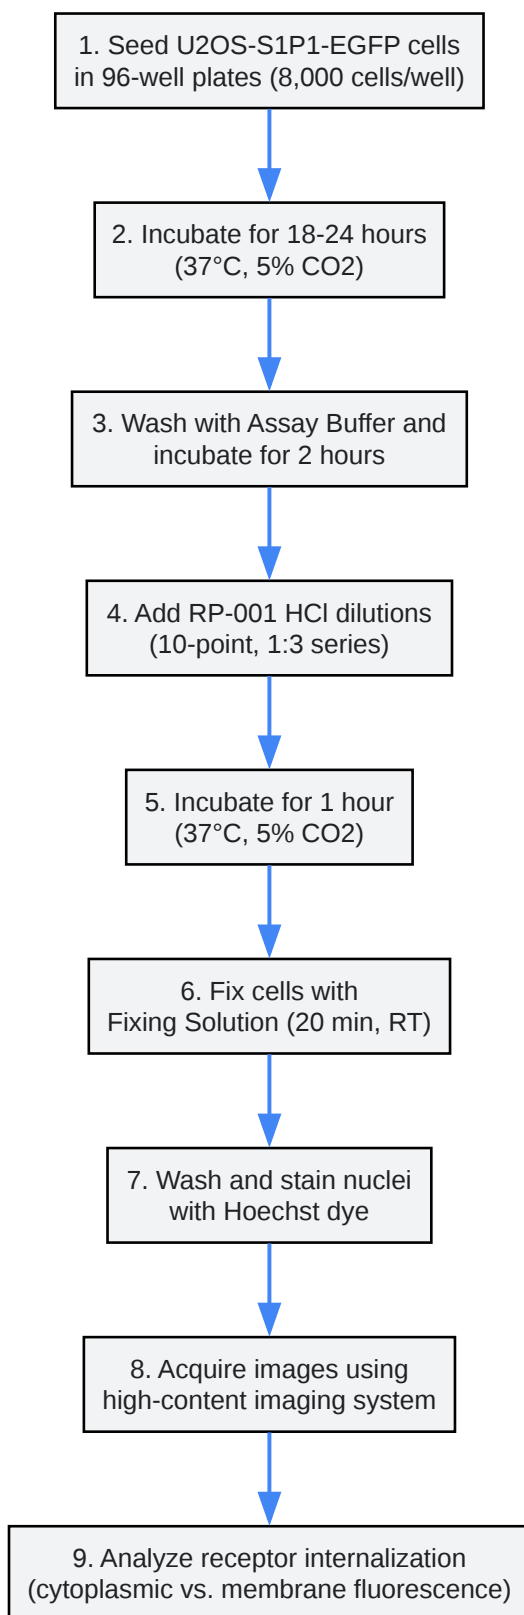 1. Seed U2OS-S1P1-EGFP cells
in 96-well plates (8,000 cells/well)
2. Incubate for 18-24 hours
(37°C, 5% CO2)
3. Wash with Assay Buffer and
incubate for 2 hours
4. Add RP-001 HCl dilutions
(10-point, 1:3 series)
5. Incubate for 1 hour
(37°C, 5% CO2)
6. Fix cells with
Fixing Solution (20 min, RT)
7. Wash and stain nuclei
with Hoechst dye
8. Acquire images using
high-content imaging system
9. Analyze receptor internalization
(cytoplasmic vs. membrane fluorescence)